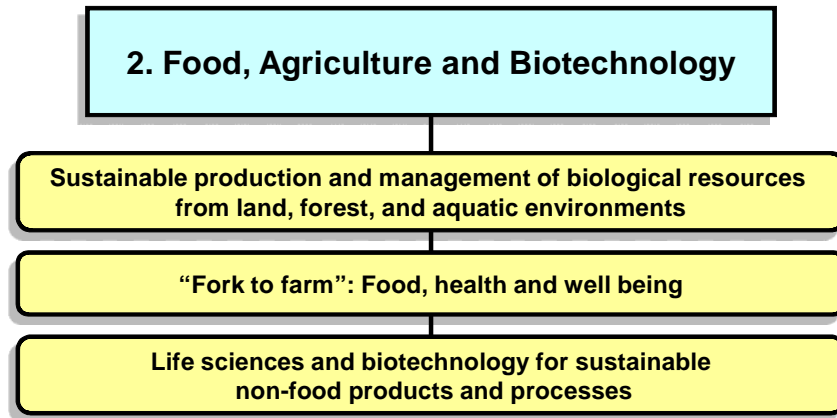 2. Food, Agriculture and Biotechnology
Sustainable production and management of biological resources
from land, forest, and aquatic environments
“Fork to farm”: Food, health and well being
Life sciences and biotechnology for sustainable
non-food products and processes